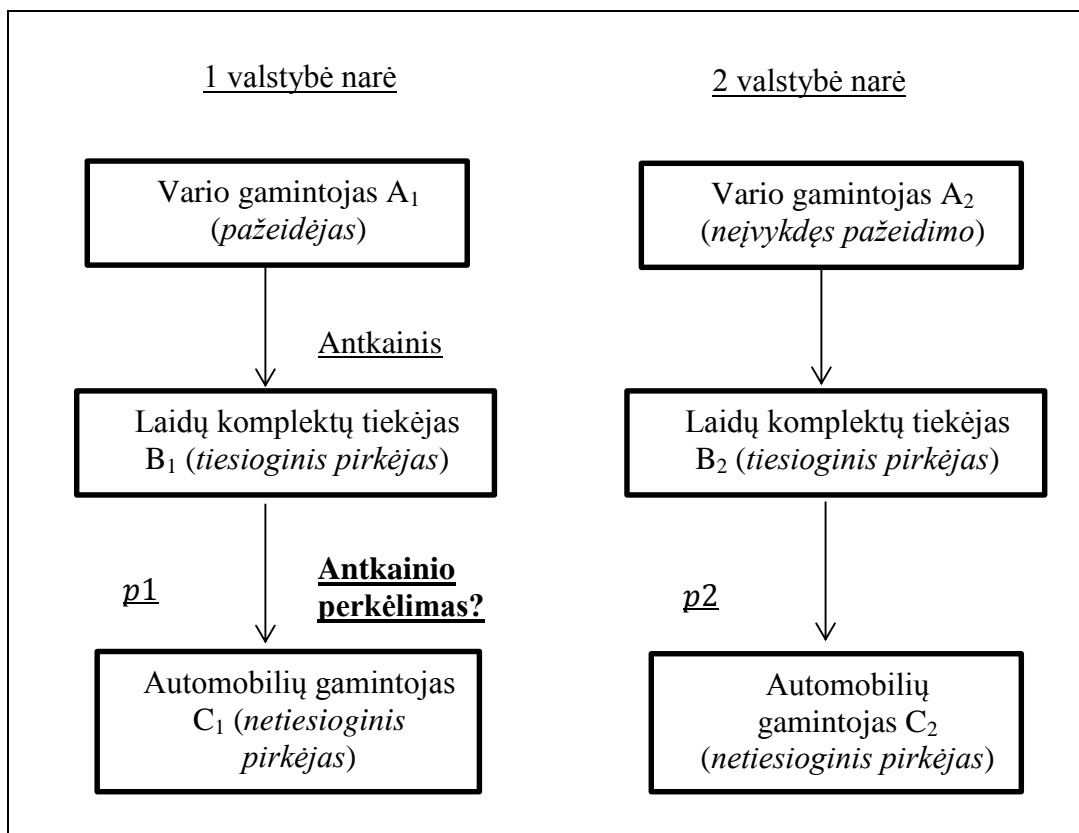 1 valstybė narė
Vario gamintojas A₁
(pažeidėjas)
Antkainis
Laidų komplektų tiekėjas
B₁ (tiesioginis pirkėjas)
p1
Antkainio
perkėlimas?
Automobilių gamintojas
C₁ (netiesioginis
pirkėjas)
2 valstybė narė
Vario gamintojas A₂
(neįvykdęs pažeidimo)
Laidų komplektų tiekėjas
B₂ (tiesioginis pirkėjas)
p2
Automobilių
gamintojas C₂
(netiesioginis pirkėjas)